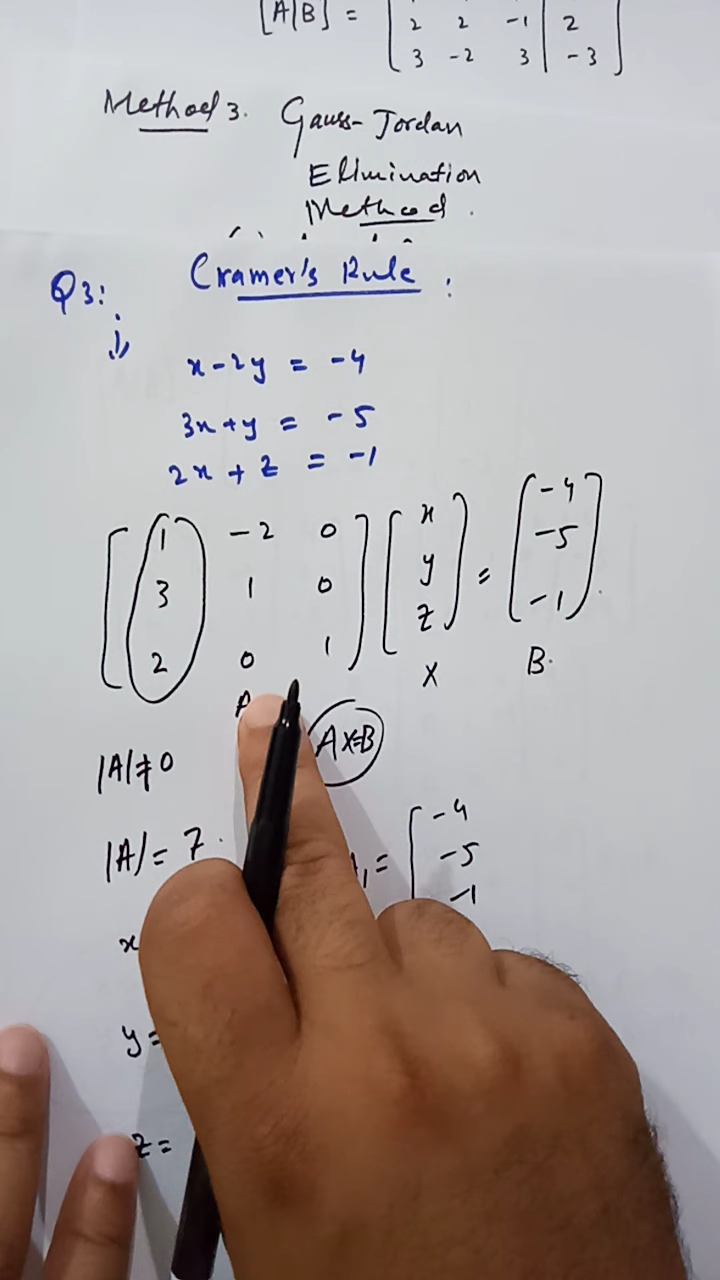 [A|B] = [ 2 2 -1 | 2
3 -2 3 | -3 ]
Method 3. Gauss-Jordan
Elimination
Method.
Q3: Cramer's Rule :
i)
x - 2y = -4
3x + y = -5
2x + z = -1
[ 1 -2 0 ] [ x ] = [ -4 ]
3 1 0 y -5
2 0 1 z -1
A X B.
|A| ≠ 0 AX=B
|A| = 7. A₁ = [ -4
-5
-1
x
y =
z =